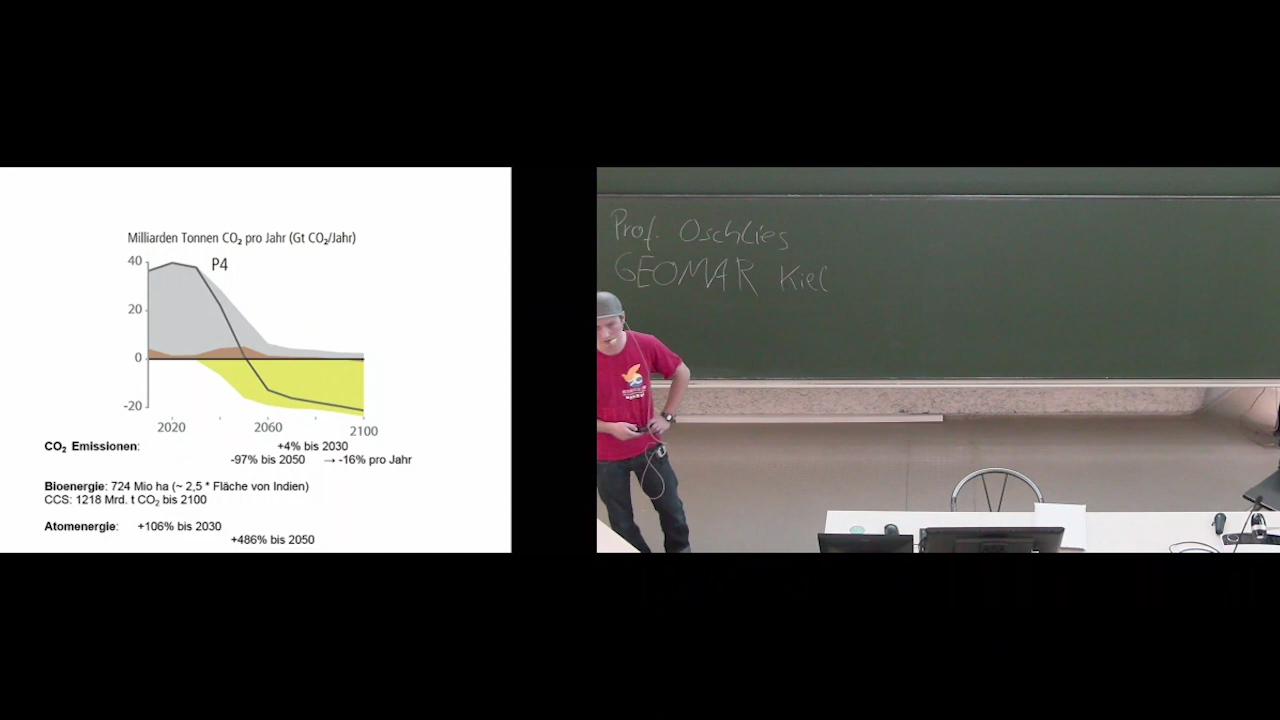 Milliarden Tonnen CO₂ pro Jahr (Gt CO₂/Jahr)
40
P4
20
0
-20
2020 2060 2100
CO₂ Emissionen: +4% bis 2030
-97% bis 2050 → -16% pro Jahr
Bioenergie: 724 Mio ha (~ 2,5 * Fläche von Indien)
CCS: 1218 Mrd. t CO₂ bis 2100
Atomenergie: +106% bis 2030
+486% bis 2050
Prof. Oschlies
GEOMAR Kiel